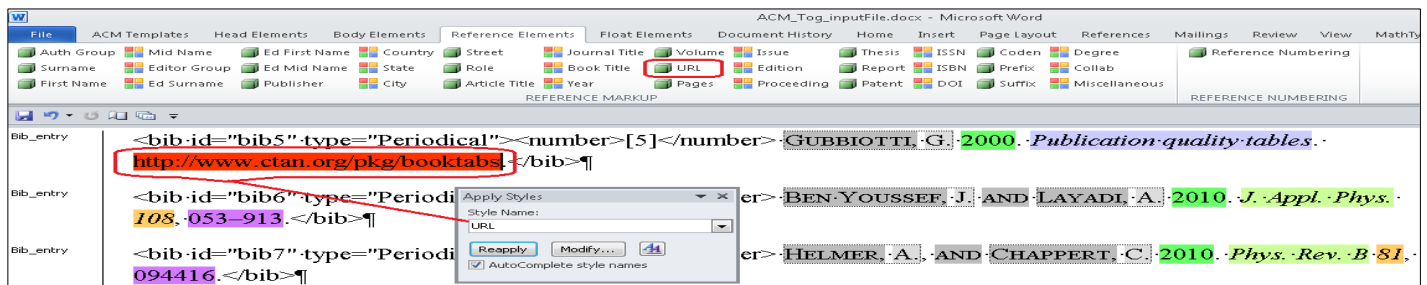 ACM_Tog_inputFile.docx - Microsoft Word
File ACM Templates Head Elements Body Elements Reference Elements Float Elements Document History Home Insert Page Layout References Mailings Review View MathTy
Auth Group Mid Name Ed First Name Country Street Journal Title Volume Issue Thesis ISSN Coden Degree Reference Numbering
Surname Editor Group Ed Mid Name State Role Book Title URL Edition Report ISBN Prefix Collab
First Name Ed Surname Publisher City Article Title Year Pages Proceeding Patent DOI Suffix Miscellaneous
REFERENCE MARKUP REFERENCE NUMBERING
Bib_entry <bib·id="bib5"·type="Periodical"><number>[5]</number>·GUBBIOTTI,·G.·2000.·Publication·quality·tables.·
http://www.ctan.org/pkg/booktabs.</bib>¶
Bib_entry <bib·id="bib6"·type="Periodi er>·BEN·YOUSSEF,·J.·AND·LAYADI,·A.·2010.·J.·Appl.·Phys.·
108,·053–913.</bib>¶
Apply Styles
Style Name:
URL
Reapply Modify...
AutoComplete style names
Bib_entry <bib·id="bib7"·type="Periodi er>·HELMER,·A.,·AND·CHAPPERT,·C.·2010.·Phys.·Rev.·B·81,·
094416.</bib>¶